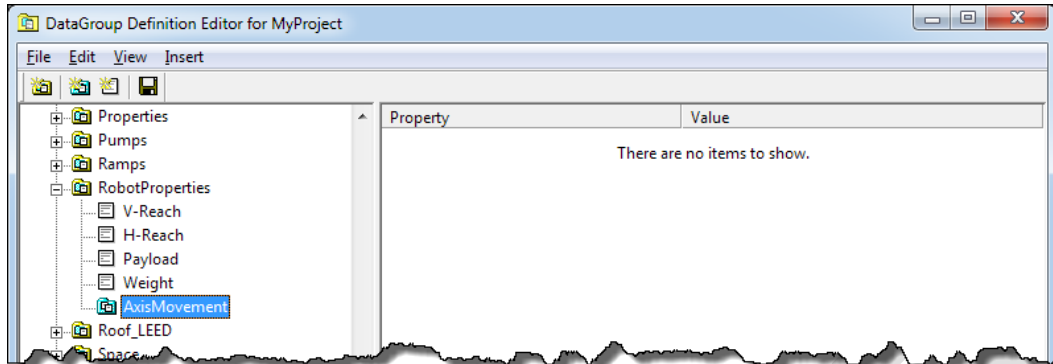 DataGroup Definition Editor for MyProject
File Edit View Insert
Properties
Pumps
Ramps
RobotProperties
V-Reach
H-Reach
Payload
Weight
AxisMovement
Roof_LEED
Space
Property Value
There are no items to show.